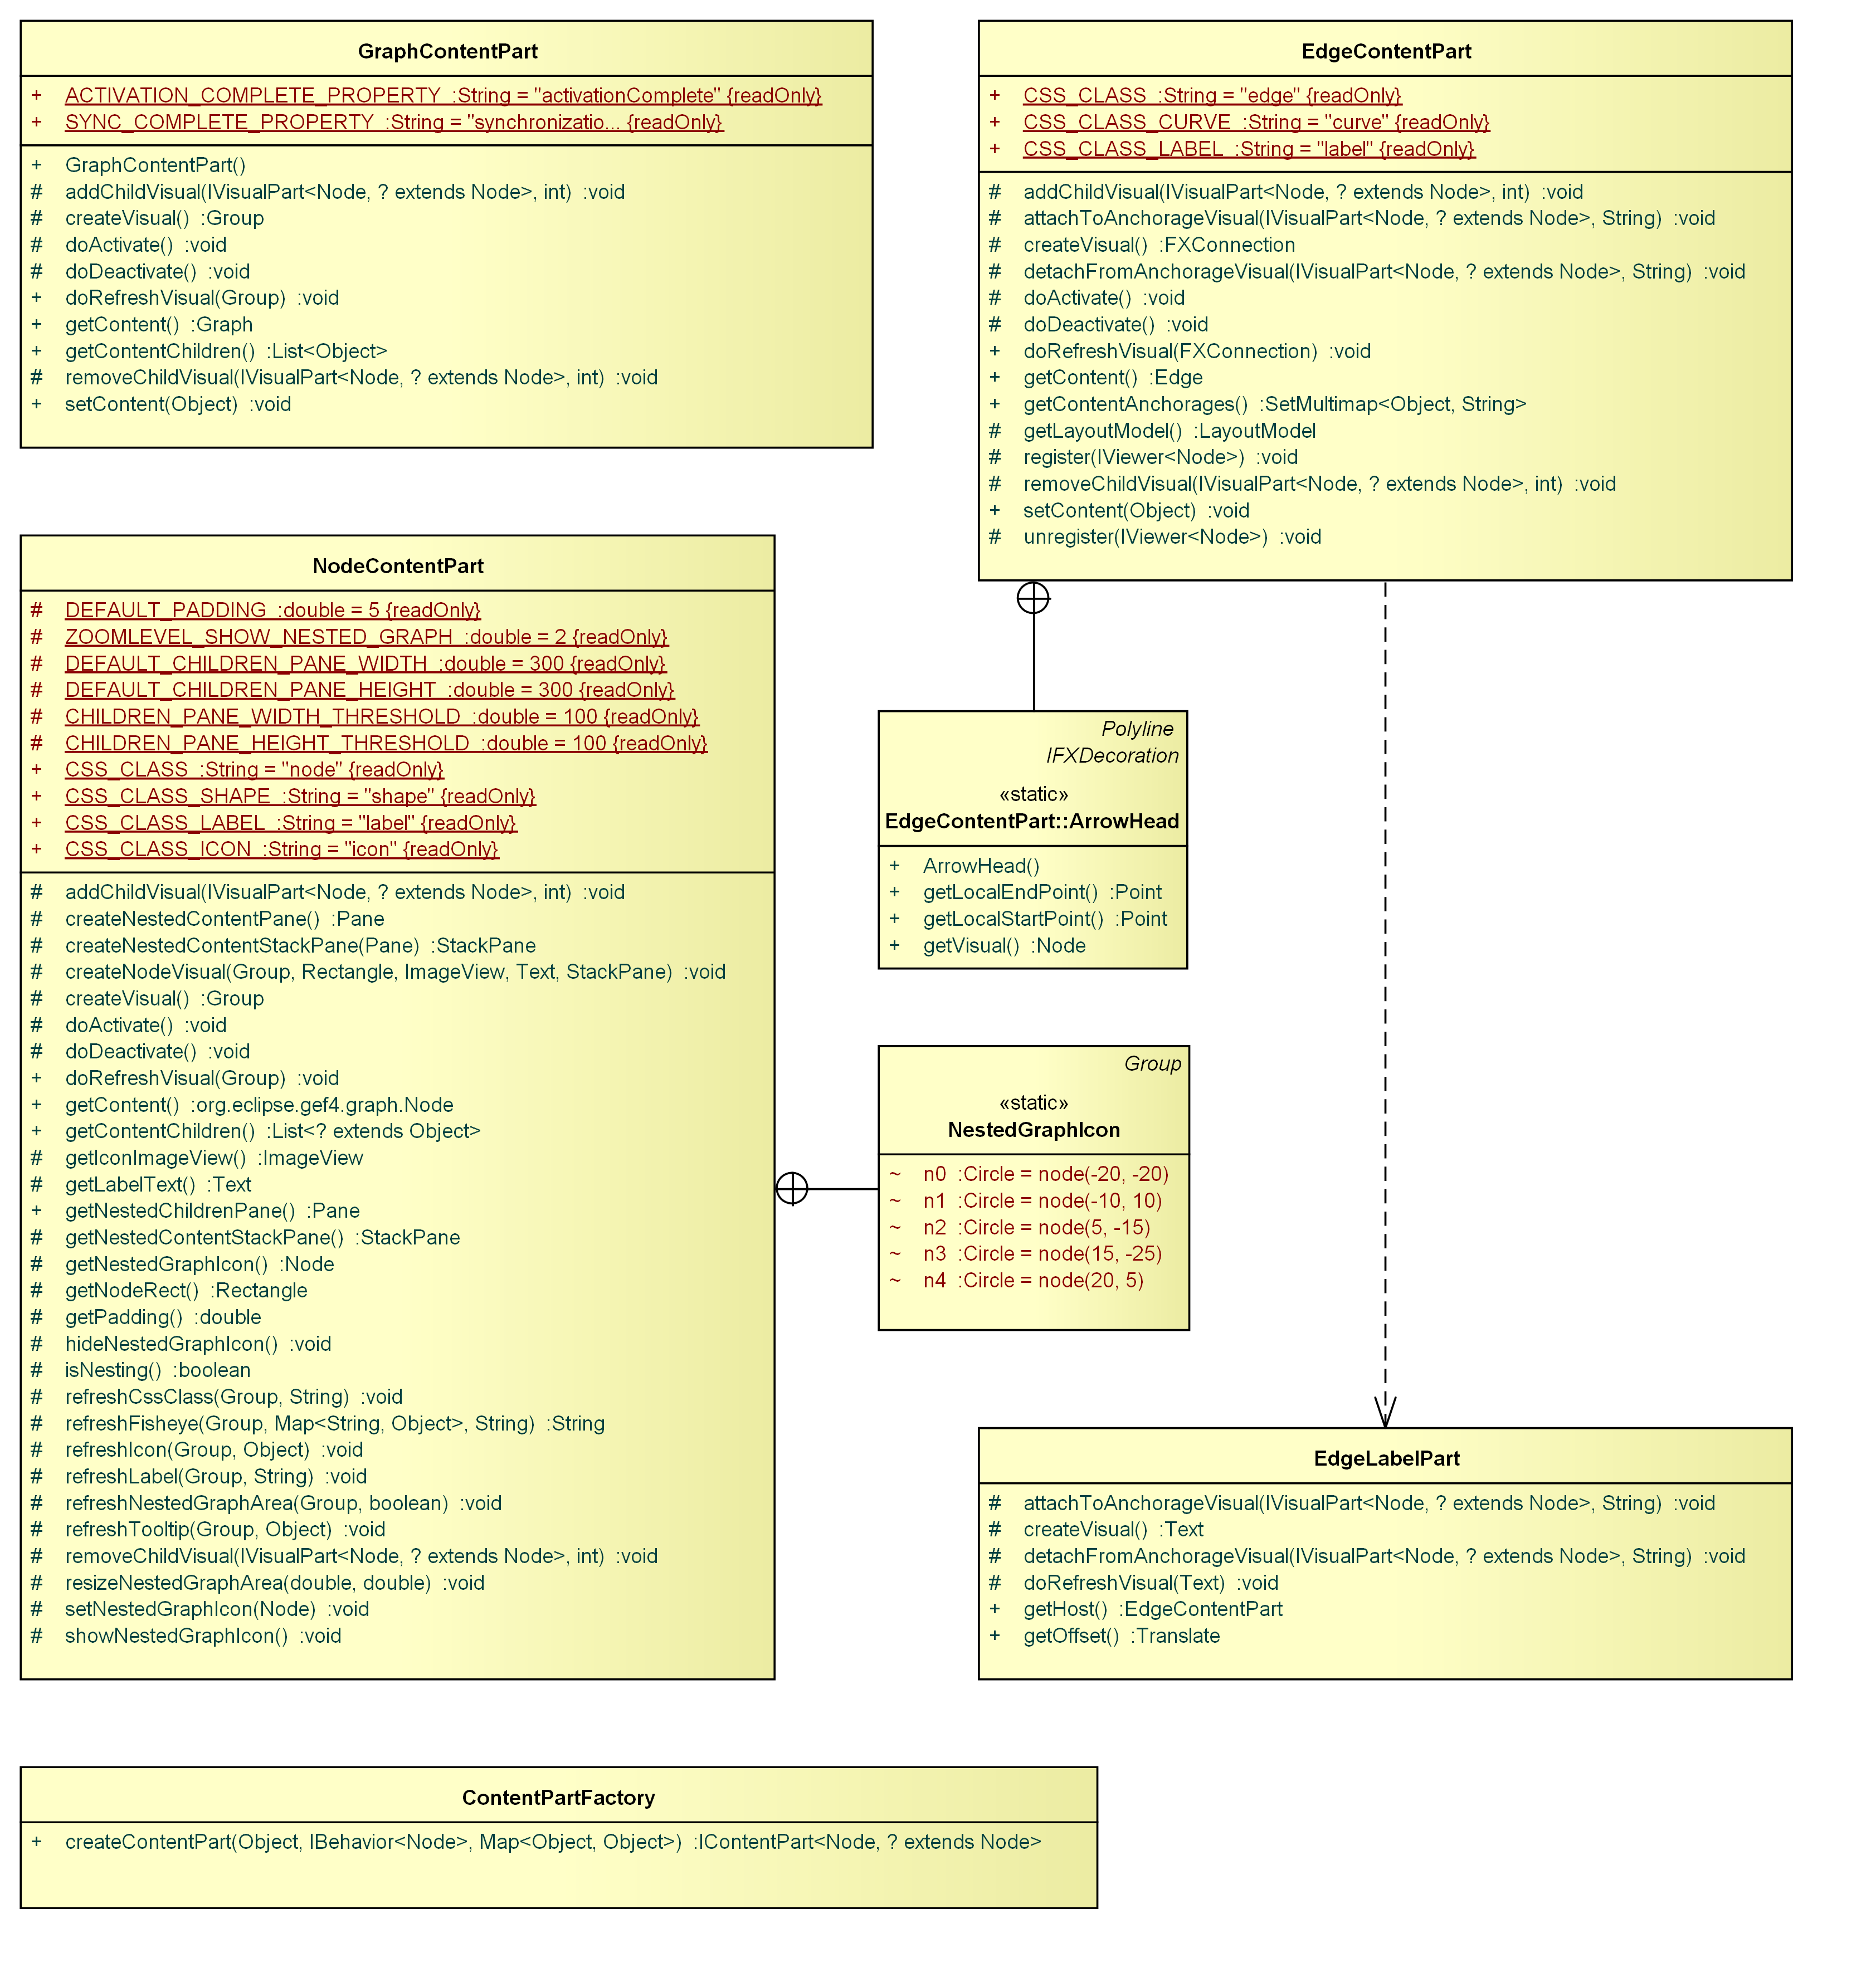 GraphContentPart
+ ACTIVATION_COMPLETE_PROPERTY :String = "activationComplete" {readOnly}
+ SYNC_COMPLETE_PROPERTY :String = "synchronizatio... {readOnly}
+ GraphContentPart()
# addChildVisual(IVisualPart<Node, ? extends Node>, int) :void
# createVisual() :Group
# doActivate() :void
# doDeactivate() :void
+ doRefreshVisual(Group) :void
+ getContent() :Graph
+ getContentChildren() :List<Object>
# removeChildVisual(IVisualPart<Node, ? extends Node>, int) :void
+ setContent(Object) :void
EdgeContentPart
+ CSS_CLASS :String = "edge" {readOnly}
+ CSS_CLASS_CURVE :String = "curve" {readOnly}
+ CSS_CLASS_LABEL :String = "label" {readOnly}
# addChildVisual(IVisualPart<Node, ? extends Node>, int) :void
# attachToAnchorageVisual(IVisualPart<Node, ? extends Node>, String) :void
# createVisual() :FXConnection
# detachFromAnchorageVisual(IVisualPart<Node, ? extends Node>, String) :void
# doActivate() :void
# doDeactivate() :void
+ doRefreshVisual(FXConnection) :void
+ getContent() :Edge
+ getContentAnchorages() :SetMultimap<Object, String>
# getLayoutModel() :LayoutModel
# register(IViewer<Node>) :void
# removeChildVisual(IVisualPart<Node, ? extends Node>, int) :void
+ setContent(Object) :void
# unregister(IViewer<Node>) :void
NodeContentPart
# DEFAULT_PADDING :double = 5 {readOnly}
# ZOOMLEVEL_SHOW_NESTED_GRAPH :double = 2 {readOnly}
# DEFAULT_CHILDREN_PANE_WIDTH :double = 300 {readOnly}
# DEFAULT_CHILDREN_PANE_HEIGHT :double = 300 {readOnly}
# CHILDREN_PANE_WIDTH_THRESHOLD :double = 100 {readOnly}
# CHILDREN_PANE_HEIGHT_THRESHOLD :double = 100 {readOnly}
+ CSS_CLASS :String = "node" {readOnly}
+ CSS_CLASS_SHAPE :String = "shape" {readOnly}
+ CSS_CLASS_LABEL :String = "label" {readOnly}
+ CSS_CLASS_ICON :String = "icon" {readOnly}
# addChildVisual(IVisualPart<Node, ? extends Node>, int) :void
# createNestedContentPane() :Pane
# createNestedContentStackPane(Pane) :StackPane
# createNodeVisual(Group, Rectangle, ImageView, Text, StackPane) :void
# createVisual() :Group
# doActivate() :void
# doDeactivate() :void
+ doRefreshVisual(Group) :void
+ getContent() :org.eclipse.gef4.graph.Node
+ getContentChildren() :List<? extends Object>
# getIconImageView() :ImageView
# getLabelText() :Text
+ getNestedChildrenPane() :Pane
# getNestedContentStackPane() :StackPane
# getNestedGraphIcon() :Node
# getNodeRect() :Rectangle
# getPadding() :double
# hideNestedGraphIcon() :void
# isNesting() :boolean
# refreshCssClass(Group, String) :void
# refreshFisheye(Group, Map<String, Object>, String) :String
# refreshIcon(Group, Object) :void
# refreshLabel(Group, String) :void
# refreshNestedGraphArea(Group, boolean) :void
# refreshTooltip(Group, Object) :void
# removeChildVisual(IVisualPart<Node, ? extends Node>, int) :void
# resizeNestedGraphArea(double, double) :void
# setNestedGraphIcon(Node) :void
# showNestedGraphIcon() :void
Polyline
IFXDecoration
«static»
EdgeContentPart::ArrowHead
+ ArrowHead()
+ getLocalEndPoint() :Point
+ getLocalStartPoint() :Point
+ getVisual() :Node
Group
«static»
NestedGraphIcon
~ n0 :Circle = node(-20, -20)
~ n1 :Circle = node(-10, 10)
~ n2 :Circle = node(5, -15)
~ n3 :Circle = node(15, -25)
~ n4 :Circle = node(20, 5)
EdgeLabelPart
# attachToAnchorageVisual(IVisualPart<Node, ? extends Node>, String) :void
# createVisual() :Text
# detachFromAnchorageVisual(IVisualPart<Node, ? extends Node>, String) :void
# doRefreshVisual(Text) :void
+ getHost() :EdgeContentPart
+ getOffset() :Translate
ContentPartFactory
+ createContentPart(Object, IBehavior<Node>, Map<Object, Object>) :IContentPart<Node, ? extends Node>